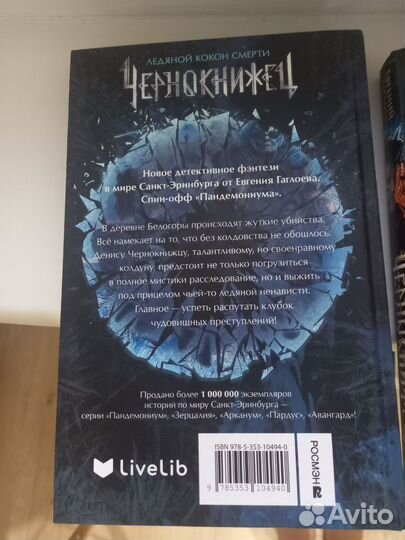 ЛЕДЯНОЙ КОКОН СМЕРТИ
ЧЕРНОКНИЖЕЦ
Новое детективное фэнтези
в мире Санкт-Эринбурга от Евгения Гаглоева.
Спин-офф «Пандемониума».
В деревне Белогоры происходят жуткие убийства.
Всё намекает на то, что без колдовства не обошлось.
Денису Чернокнижцу, талантливому, но своенравному
колдуну, предстоит не только погрузиться
в полное мистики расследование, но и выжить
под прицелом чьей-то ледяной ненависти.
Главное — успеть распутать клубок
чудовищных преступлений!
Продано более 1 000 000 экземпляров
историй по миру Санкт-Эринбурга —
серии «Пандемониум», «Зерцалия», «Арканум», «Пардус», «Авангард»!
LiveLib
ISBN 978-5-353-10494-0
9 785353 104940
РОСМЭН
Avito